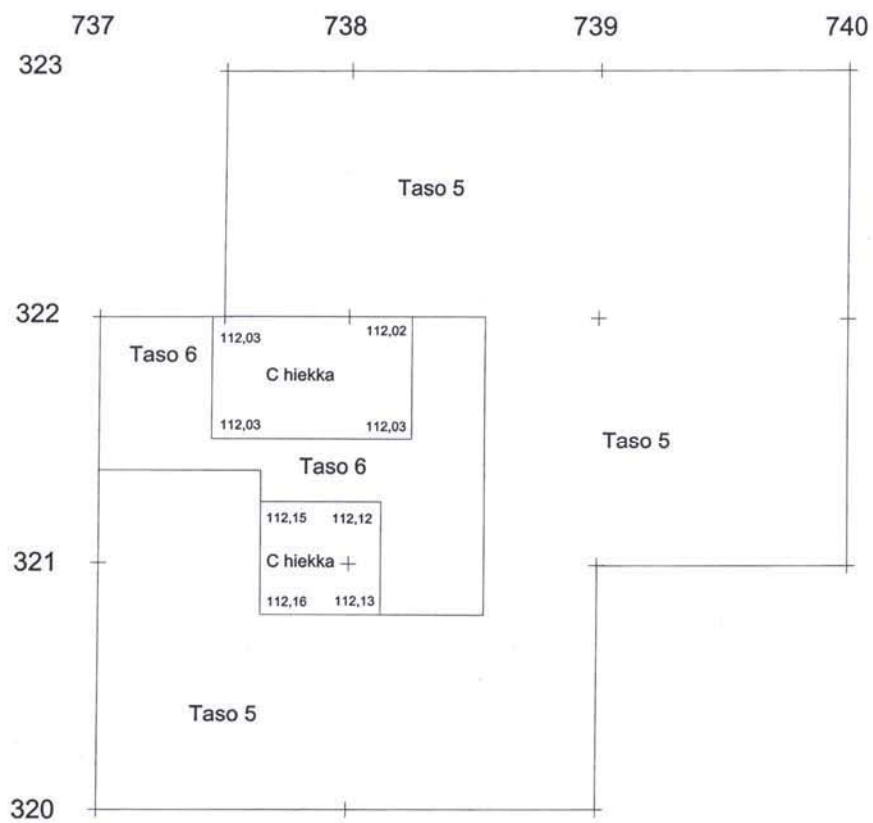 737 738 739 740
323
Taso 5
322
112,03 112,02
Taso 6
C hiekka
112,03 112,03
Taso 5
Taso 6
112,15 112,12
321
C hiekka
112,16 112,13
Taso 5
320